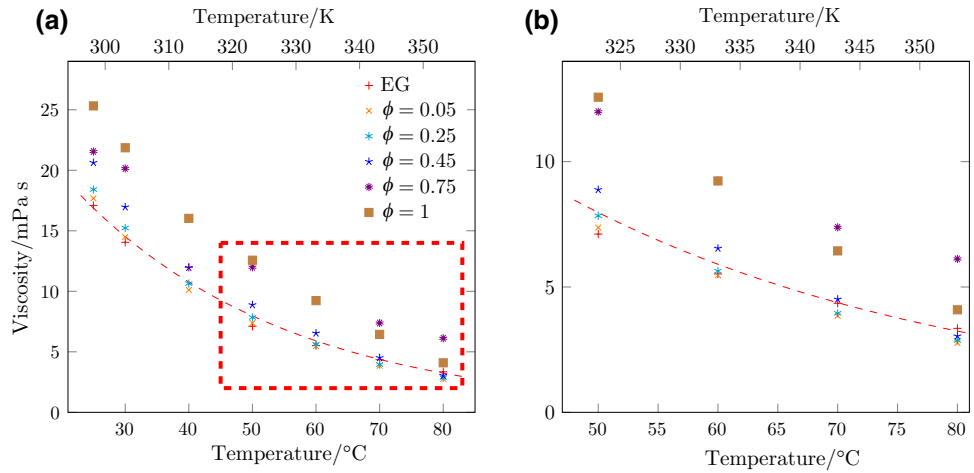 (a)
Temperature/K
300 310 320 330 340 350
Viscosity/mPa s
25
20
15
10
5
0
EG
ϕ = 0.05
ϕ = 0.25
ϕ = 0.45
ϕ = 0.75
ϕ = 1
30 40 50 60 70 80
Temperature/°C
(b)
Temperature/K
325 330 335 340 345 350
10
5
0
50 55 60 65 70 75 80
Temperature/°C